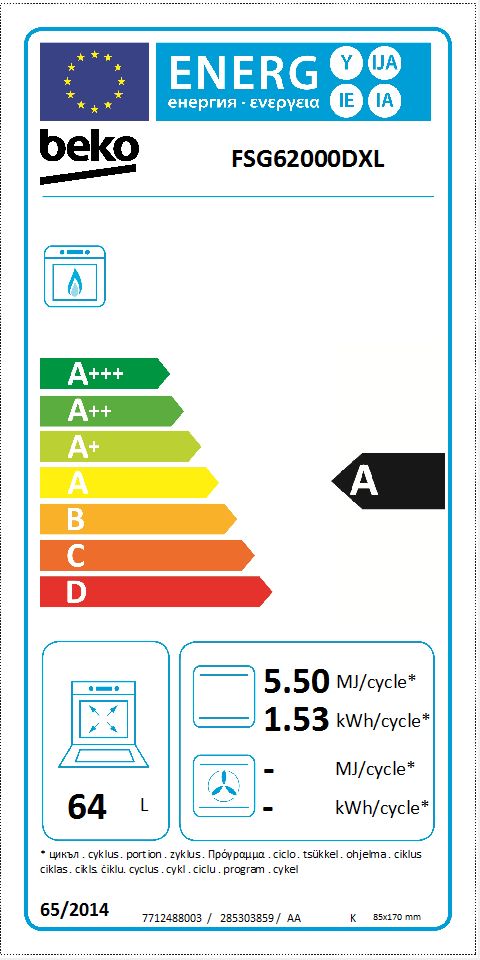 ENERG Y IJA
енергия · ενεργεια IE IA
beko
FSG62000DXL
A+++
A++
A+
A
A
B
C
D
5.50 MJ/cycle*
1.53 kWh/cycle*
- MJ/cycle*
- kWh/cycle*
64 L
* цикъл . cyklus . portion . zyklus . Πρόγραμμα . ciclo . tsükkel . ohjelma . ciklus
ciklas . cikls. ċiklu. cyclus . cykl . ciclu . program . cykel
65/2014
7712488003 / 285303859 / AA K 85x170 mm